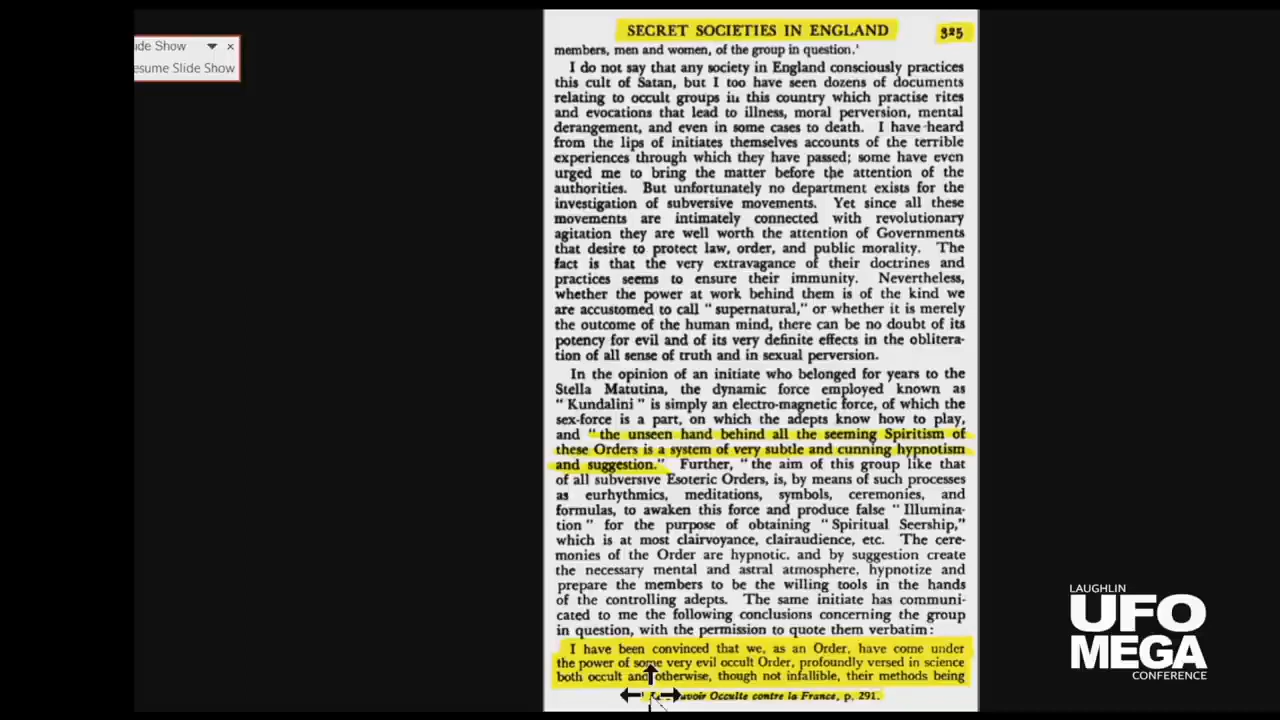 ide Show
esume Slide Show
SECRET SOCIETIES IN ENGLAND 325
members, men and women, of the group in question.'
I do not say that any society in England consciously practices
this cult of Satan, but I too have seen dozens of documents
relating to occult groups in this country which practise rites
and evocations that lead to illness, moral perversion, mental
derangement, and even in some cases to death. I have heard
from the lips of initiates themselves accounts of the terrible
experiences through which they have passed; some have even
urged me to bring the matter before the attention of the
authorities. But unfortunately no department exists for the
investigation of subversive movements. Yet since all these
movements are intimately connected with revolutionary
agitation they are well worth the attention of Governments
that desire to protect law, order, and public morality. The
fact is that the very extravagance of their doctrines and
practices seems to ensure their immunity. Nevertheless,
whether the power at work behind them is of the kind we
are accustomed to call "supernatural," or whether it is merely
the outcome of the human mind, there can be no doubt of its
potency for evil and of its very definite effects in the oblitera-
tion of all sense of truth and in sexual perversion.
In the opinion of an initiate who belonged for years to the
Stella Matutina, the dynamic force employed known as
"Kundalini" is simply an electro-magnetic force, of which the
sex-force is a part, on which the adepts know how to play,
and "the unseen hand behind all the seeming Spiritism of
these Orders is a system of very subtle and cunning hypnotism
and suggestion." Further, "the aim of this group like that
of all subversive Esoteric Orders, is, by means of such processes
as eurhythmics, meditations, symbols, ceremonies, and
formulas, to awaken this force and produce false "Illumina-
tion" for the purpose of obtaining "Spiritual Seership,"
which is at most clairvoyance, clairaudience, etc. The cere-
monies of the Order are hypnotic, and by suggestion create
the necessary mental and astral atmosphere, hypnotize and
prepare the members to be the willing tools in the hands
of the controlling adepts. The same initiate has communi-
cated to me the following conclusions concerning the group
in question, with the permission to quote them verbatim:
I have been convinced that we, as an Order, have come under
the power of some very evil occult Order, profoundly versed in science
both occult and otherwise, though not infallible, their methods being
Occulte contre la France, p. 291.
LAUGHLIN
UFO
MEGA
CONFERENCE